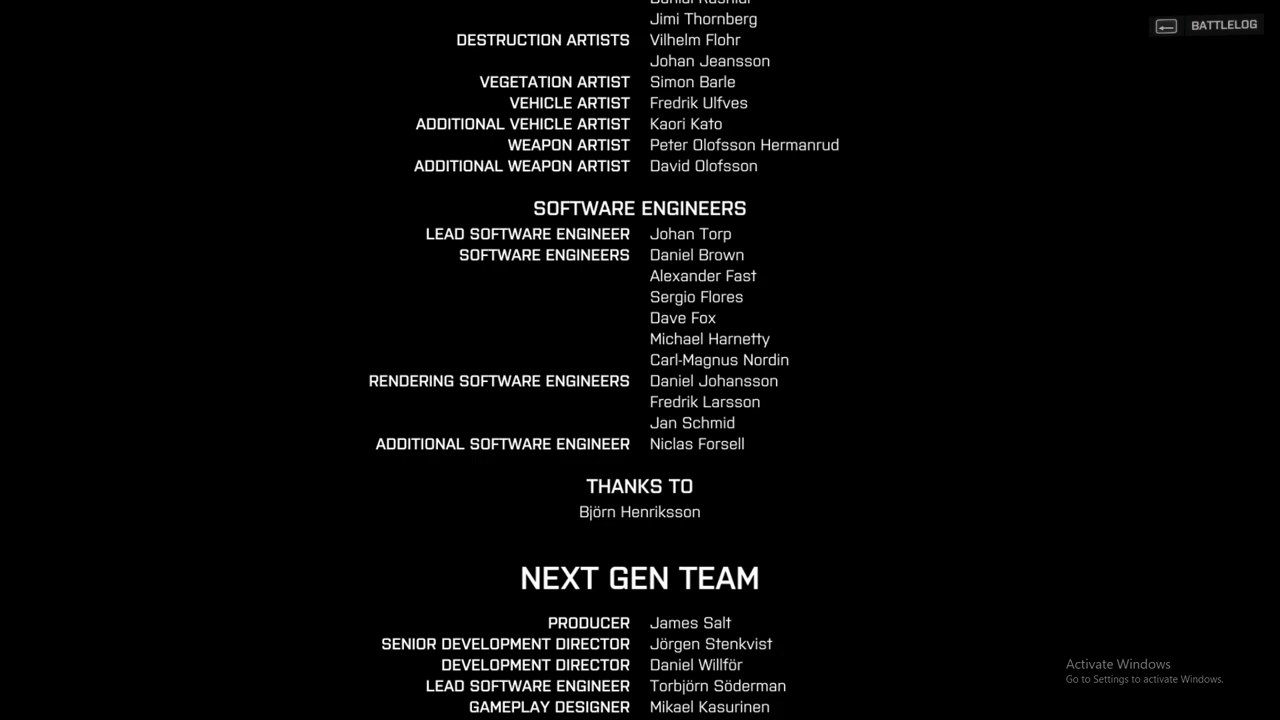 Daniel Rushlai
Jimi Thornberg
BATTLELOG
DESTRUCTION ARTISTS Vilhelm Flohr
Johan Jeansson
VEGETATION ARTIST Simon Barle
VEHICLE ARTIST Fredrik Ulfves
ADDITIONAL VEHICLE ARTIST Kaori Kato
WEAPON ARTIST Peter Olofsson Hermanrud
ADDITIONAL WEAPON ARTIST David Olofsson
SOFTWARE ENGINEERS
LEAD SOFTWARE ENGINEER Johan Torp
SOFTWARE ENGINEERS Daniel Brown
Alexander Fast
Sergio Flores
Dave Fox
Michael Harnetty
Carl-Magnus Nordin
RENDERING SOFTWARE ENGINEERS Daniel Johansson
Fredrik Larsson
Jan Schmid
ADDITIONAL SOFTWARE ENGINEER Niclas Forsell
THANKS TO
Björn Henriksson
NEXT GEN TEAM
PRODUCER James Salt
SENIOR DEVELOPMENT DIRECTOR Jörgen Stenkvist
DEVELOPMENT DIRECTOR Daniel Willför
LEAD SOFTWARE ENGINEER Torbjörn Söderman
GAMEPLAY DESIGNER Mikael Kasurinen
Activate Windows
Go to Settings to activate Windows.